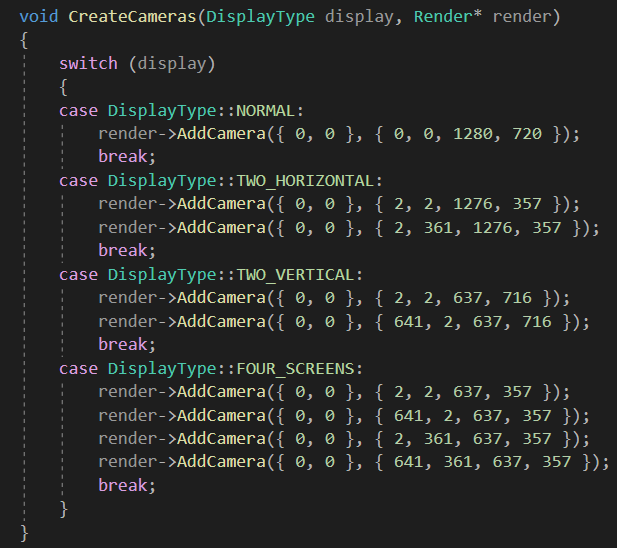 void CreateCameras(DisplayType display, Render* render)
{
    switch (display)
    {
    case DisplayType::NORMAL:
        render->AddCamera({ 0, 0 }, { 0, 0, 1280, 720 });
        break;
    case DisplayType::TWO_HORIZONTAL:
        render->AddCamera({ 0, 0 }, { 2, 2, 1276, 357 });
        render->AddCamera({ 0, 0 }, { 2, 361, 1276, 357 });
        break;
    case DisplayType::TWO_VERTICAL:
        render->AddCamera({ 0, 0 }, { 2, 2, 637, 716 });
        render->AddCamera({ 0, 0 }, { 641, 2, 637, 716 });
        break;
    case DisplayType::FOUR_SCREENS:
        render->AddCamera({ 0, 0 }, { 2, 2, 637, 357 });
        render->AddCamera({ 0, 0 }, { 641, 2, 637, 357 });
        render->AddCamera({ 0, 0 }, { 2, 361, 637, 357 });
        render->AddCamera({ 0, 0 }, { 641, 361, 637, 357 });
        break;
    }
}